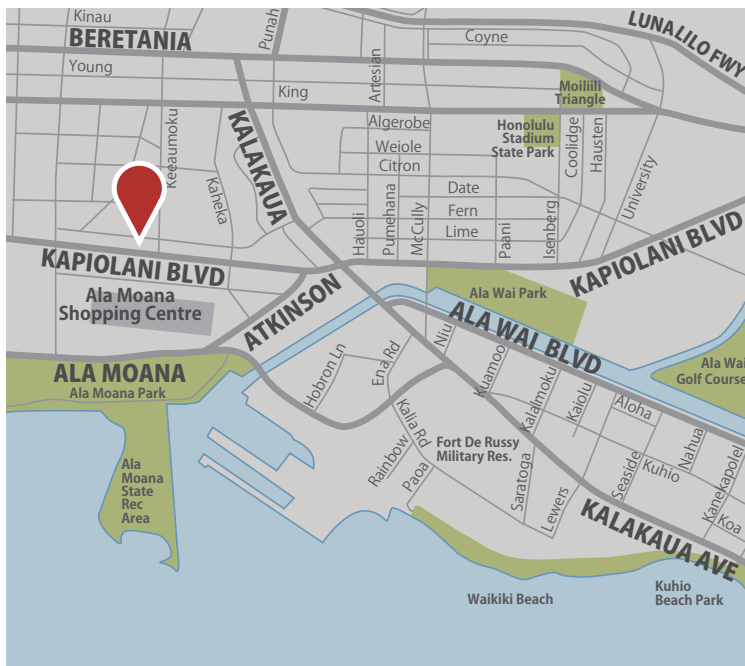 Kinau
Punah
Coyne
LUNALILO FWY
BERETANIA
Young
King
Artesian
Moiliili
Triangle
KALAKAUA
Keeaumoku
Kaheka
Algerobe
Weiole
Citron
Honolulu
Stadium
State Park
Coolidge
Hausten
University
Date
Fern
Lime
Hauoli
Pumehana
McCully
Paani
Isenberg
KAPIOLANI BLVD
KAPIOLANI BLVD
Ala Moana
Shopping Centre
ATKINSON
Ala Wai Park
ALA WAI BLVD
Niu
Ala Wai
Golf Course
ALA MOANA
Ala Moana Park
Hobron Ln
Ena Rd
Kuamoo
Kalalmoku
Kaiolu
Aloha
Kalia Rd
Rainbow
Paoa
Fort De Russy
Military Res.
Saratoga
Lewers
Seaside
Kuhio
Nahua
Kanekapolel
Koa
Ala
Moana
State
Rec
Area
KALAKAUA AVE
Waikiki Beach
Kuhio
Beach Park